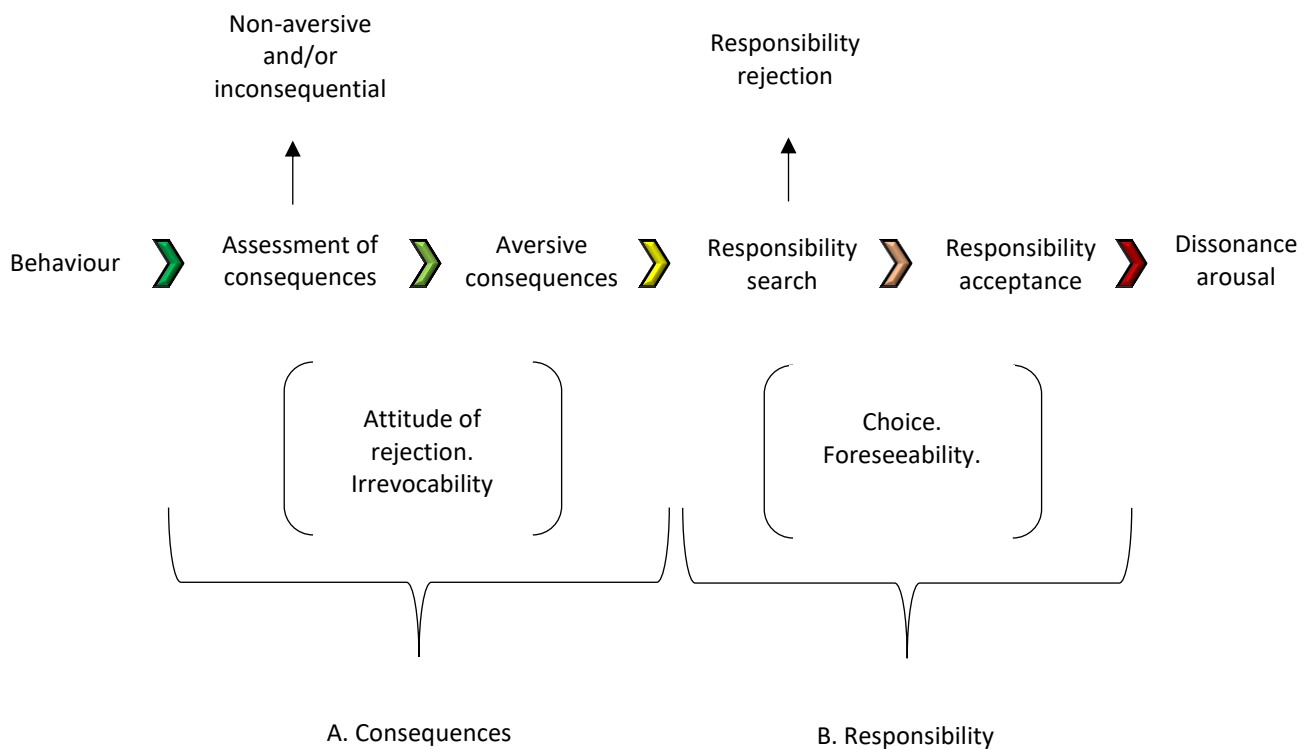 Non-aversive
and/or
inconsequential
Responsibility
rejection
Behaviour
Assessment of
consequences
Aversive
consequences
Responsibility
search
Responsibility
acceptance
Dissonance
arousal
Attitude of
rejection.
Irrevocability
Choice.
Foreseeability.
A. Consequences
B. Responsibility